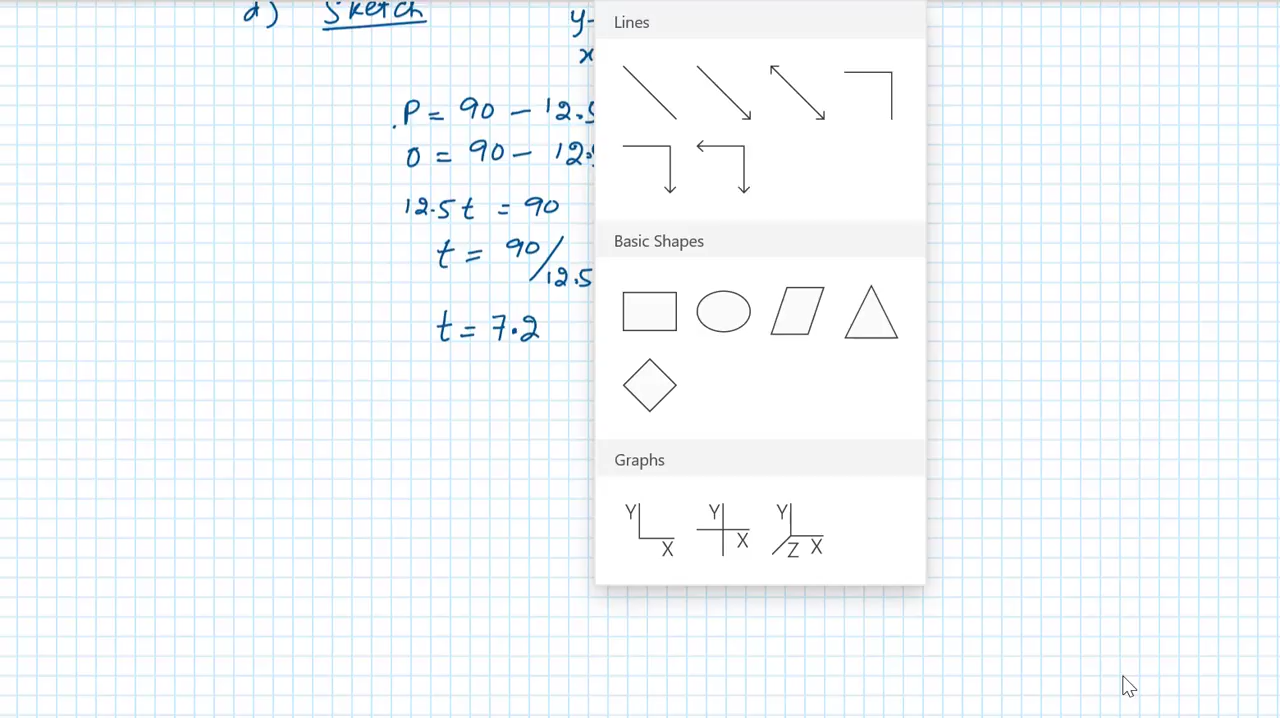 d) Sketch
y-
x
P = 90 - 12.5
0 = 90 - 12.5
12.5 t = 90
t = 90/12.5
t = 7.2
Lines
Basic Shapes
Graphs
Y X
Y X
Y Z X